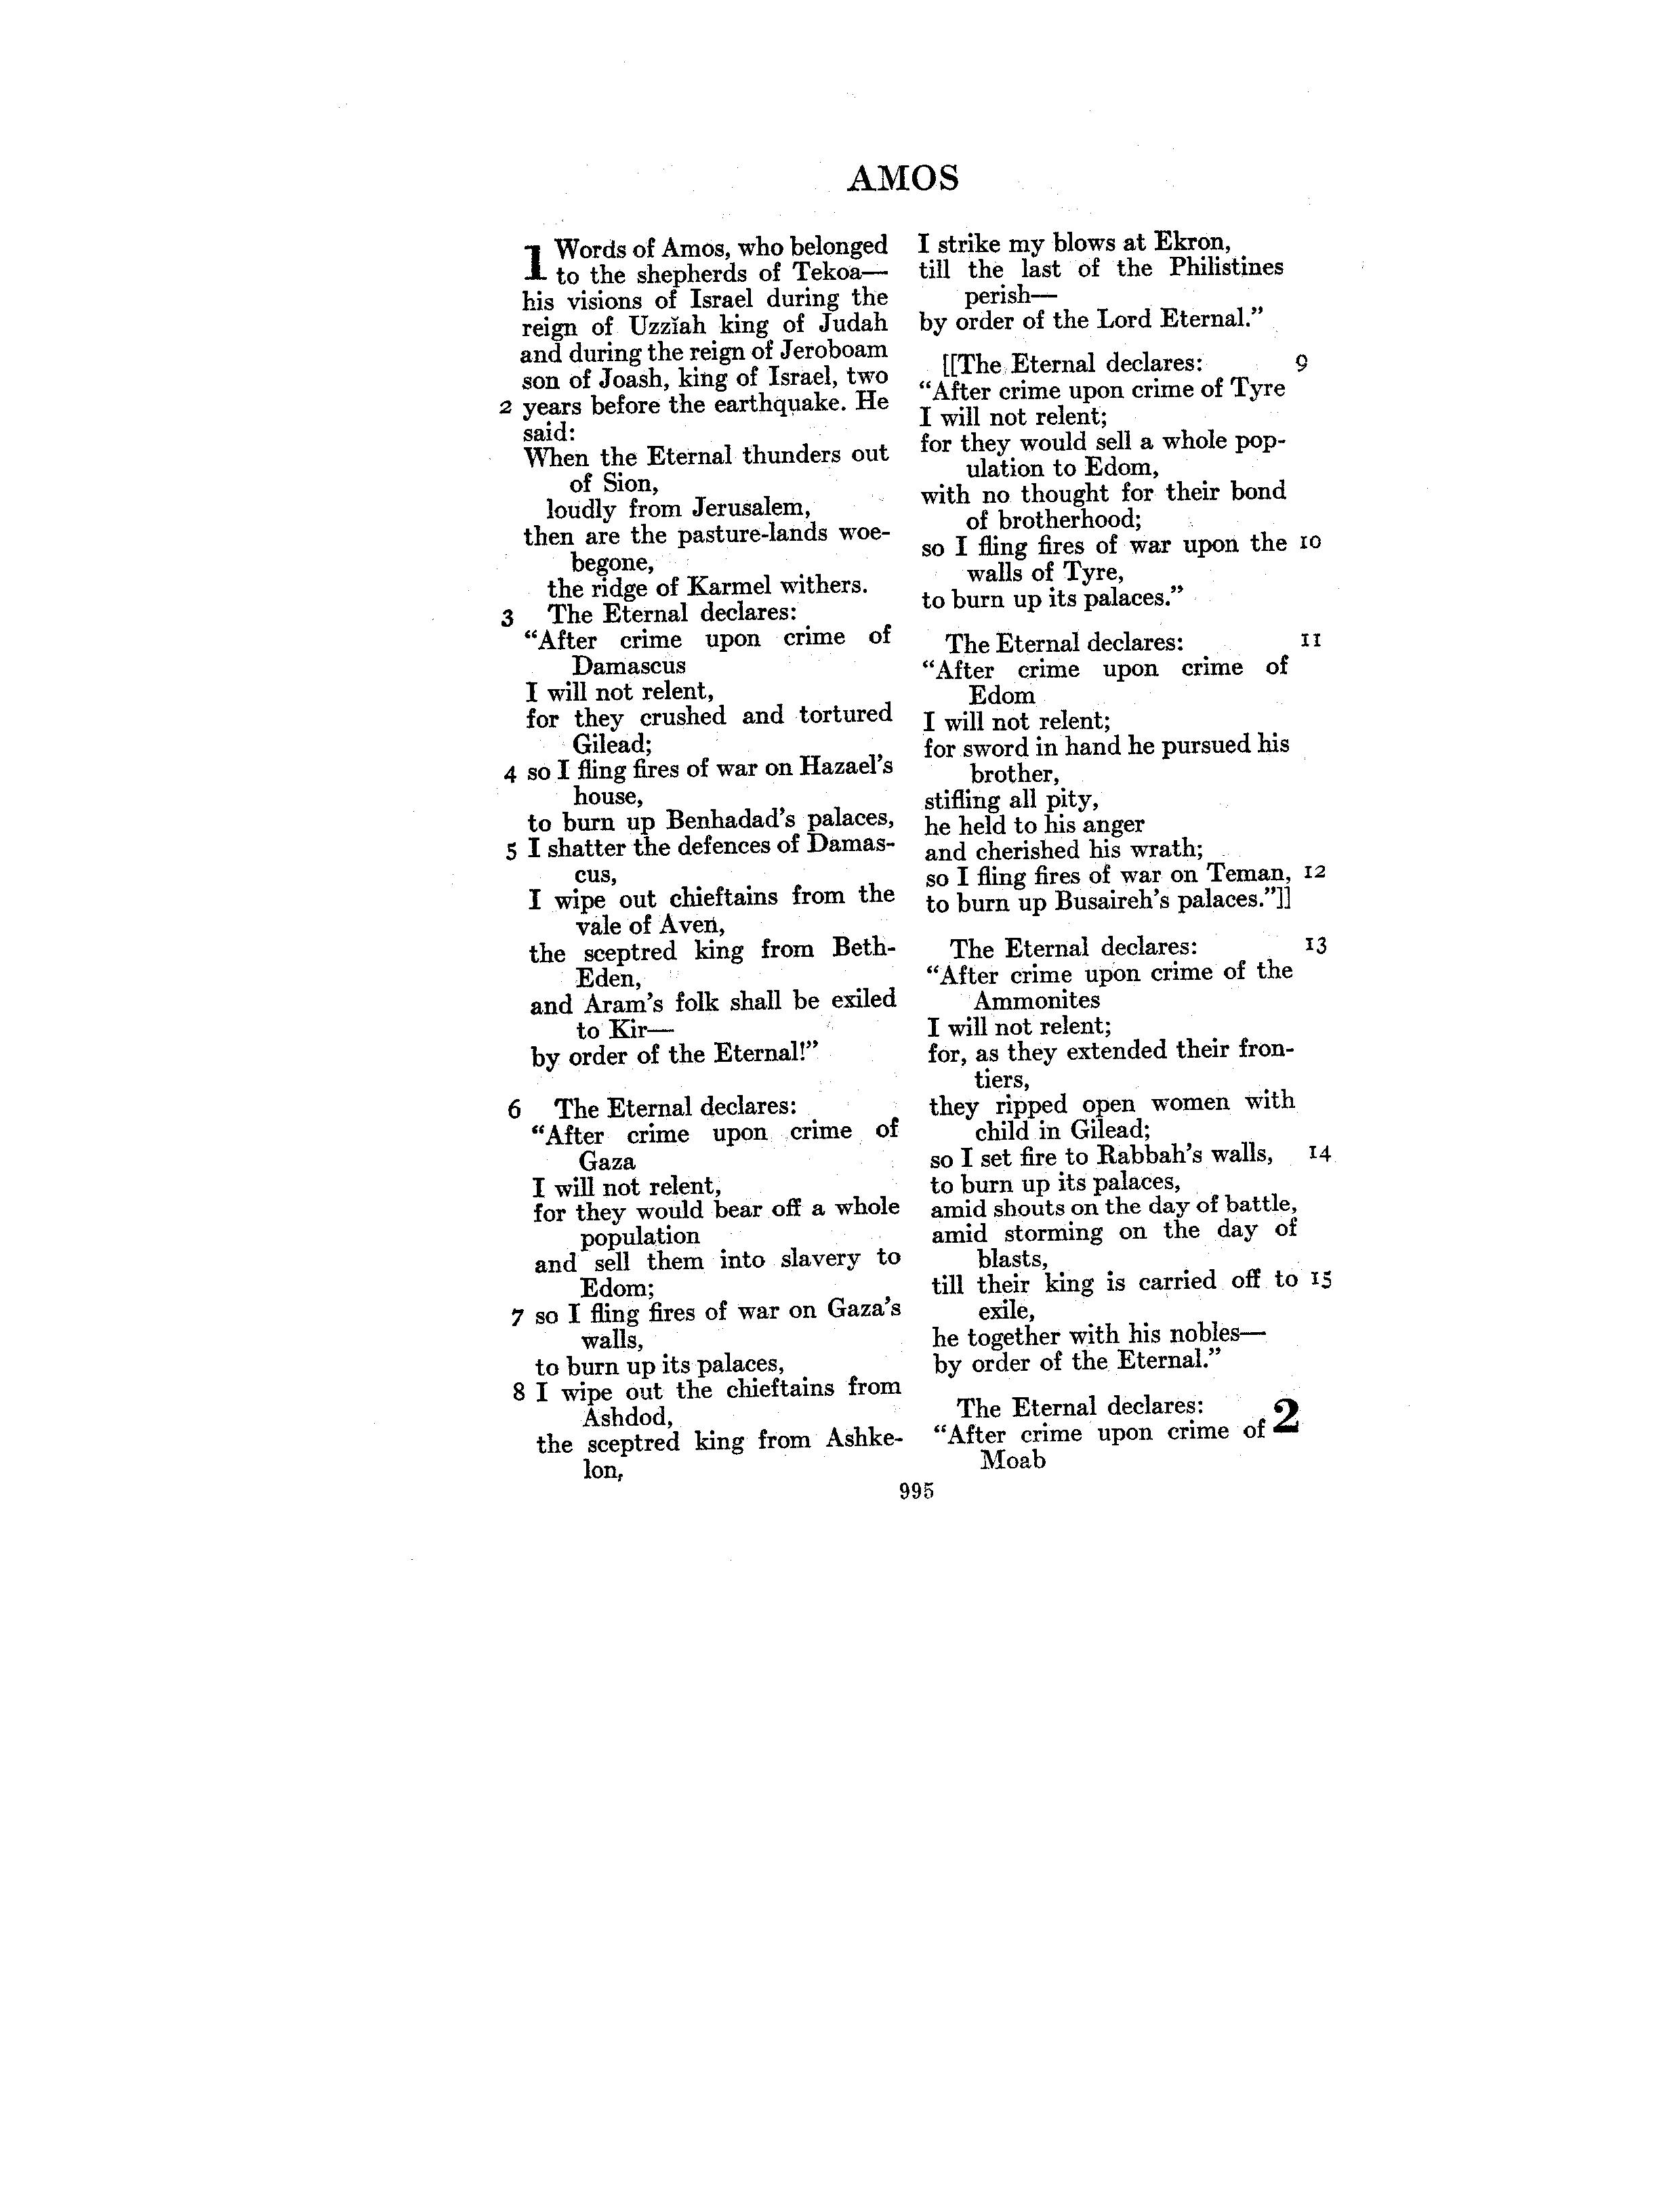 AMOS
1 Words of Amos, who belonged
to the shepherds of Tekoa—
his visions of Israel during the
reign of Uzzĭah king of Judah
and during the reign of Jeroboam
son of Joash, king of Israel, two
2 years before the earthquake. He
said:
When the Eternal thunders out
of Sion,
loudly from Jerusalem,
then are the pasture-lands woe-
begone,
the ridge of Karmel withers.
3 The Eternal declares:
“After crime upon crime of
Damascus
I will not relent,
for they crushed and tortured
Gilead;
4 so I fling fires of war on Hazael’s
house,
to burn up Benhadad’s palaces,
5 I shatter the defences of Damas-
cus,
I wipe out chieftains from the
vale of Aven,
the sceptred king from Beth-
Eden,
and Aram’s folk shall be exiled
to Kir—
by order of the Eternal!”
6 The Eternal declares:
“After crime upon crime of
Gaza
I will not relent,
for they would bear off a whole
population
and sell them into slavery to
Edom;
7 so I fling fires of war on Gaza’s
walls,
to burn up its palaces,
8 I wipe out the chieftains from
Ashdod,
the sceptred king from Ashke-
lon,
I strike my blows at Ekron,
till the last of the Philistines
perish—
by order of the Lord Eternal.”
[[The Eternal declares: 9
“After crime upon crime of Tyre
I will not relent;
for they would sell a whole pop-
ulation to Edom,
with no thought for their bond
of brotherhood;
so I fling fires of war upon the 10
walls of Tyre,
to burn up its palaces.”
The Eternal declares: 11
“After crime upon crime of
Edom
I will not relent;
for sword in hand he pursued his
brother,
stifling all pity,
he held to his anger
and cherished his wrath;
so I fling fires of war on Teman, 12
to burn up Busaireh’s palaces.”]]
The Eternal declares: 13
“After crime upon crime of the
Ammonites
I will not relent;
for, as they extended their fron-
tiers,
they ripped open women with
child in Gilead;
so I set fire to Rabbah’s walls, 14
to burn up its palaces,
amid shouts on the day of battle,
amid storming on the day of
blasts,
till their king is carried off to 15
exile,
he together with his nobles—
by order of the Eternal.”
The Eternal declares: 2
“After crime upon crime of
Moab
995